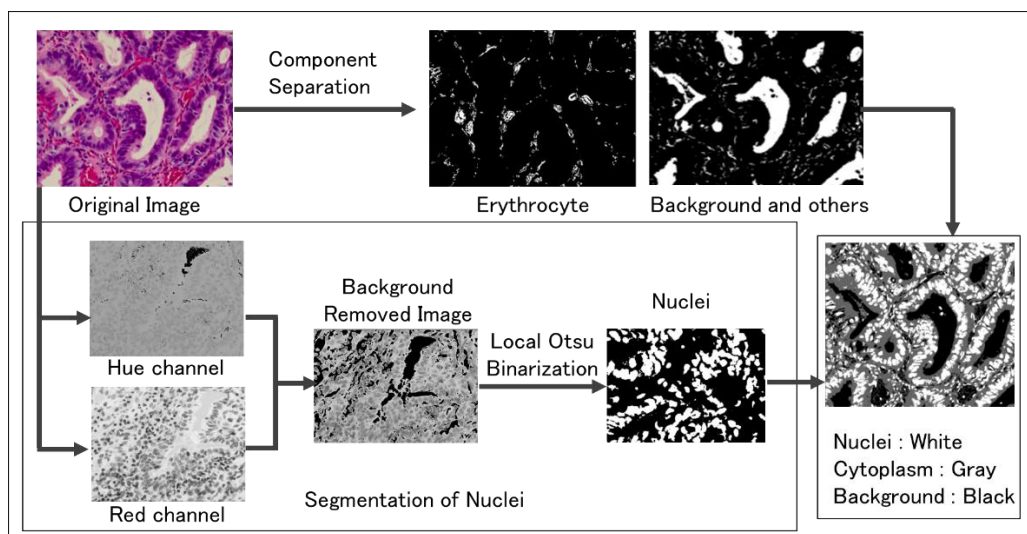 Component
Separation
Original Image
Erythrocyte
Background and others
Hue channel
Red channel
Background
Removed Image
Local Otsu
Binarization
Nuclei
Segmentation of Nuclei
Nuclei : White
Cytoplasm : Gray
Background : Black